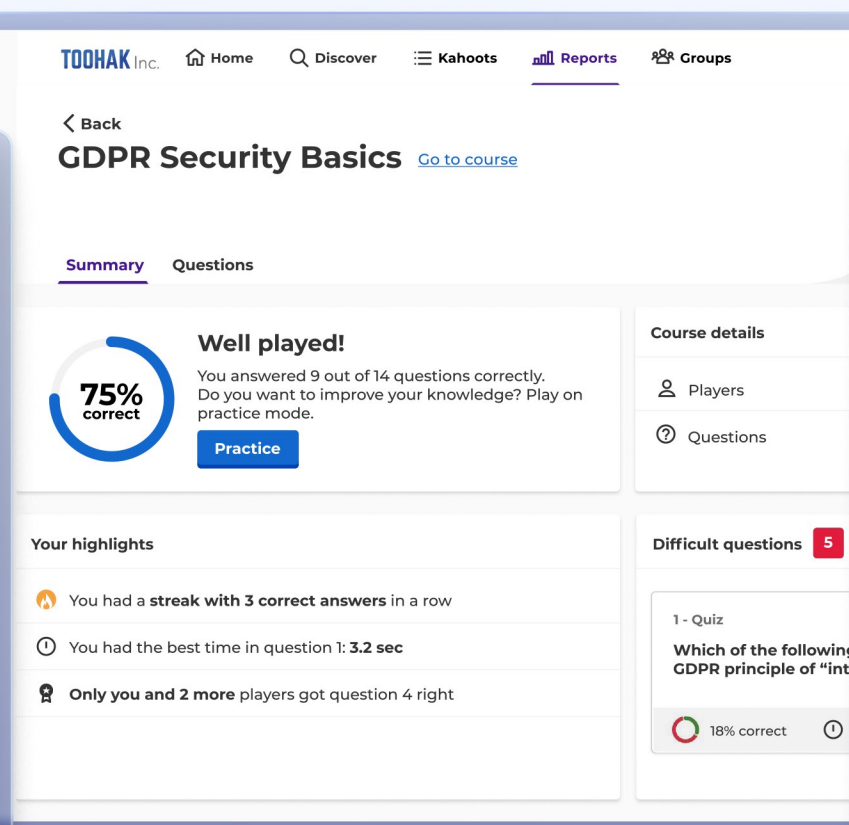 TOOHAK Inc.
Home
Discover
Kahoots
Reports
Groups
Back
GDPR Security Basics
Go to course
Summary
Questions
75%
correct
Well played!
You answered 9 out of 14 questions correctly.
Do you want to improve your knowledge? Play on
practice mode.
Practice
Course details
Players
Questions
Your highlights
You had a streak with 3 correct answers in a row
You had the best time in question 1: 3.2 sec
Only you and 2 more players got question 4 right
Difficult questions
5
1 - Quiz
Which of the following
GDPR principle of “int
18% correct